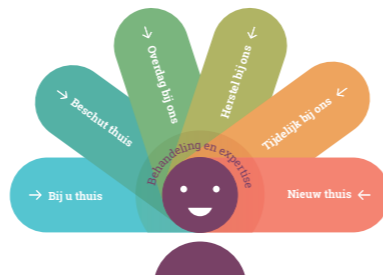 Bij u thuis
Beschut thuis
Overdag bij ons
Herstel bij ons
Tijdelijk bij ons
Nieuw thuis
Behandeling en expertise